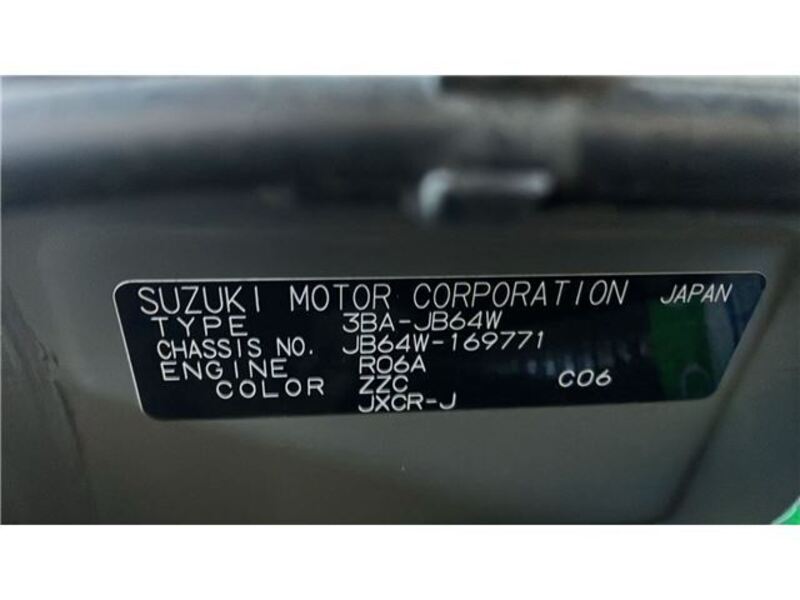 SUZUKI MOTOR CORPORATION JAPAN
TYPE 3BA-JB64W
CHASSIS NO. JB64W-169771
ENGINE R06A
COLOR ZZC C06
JXCR-J